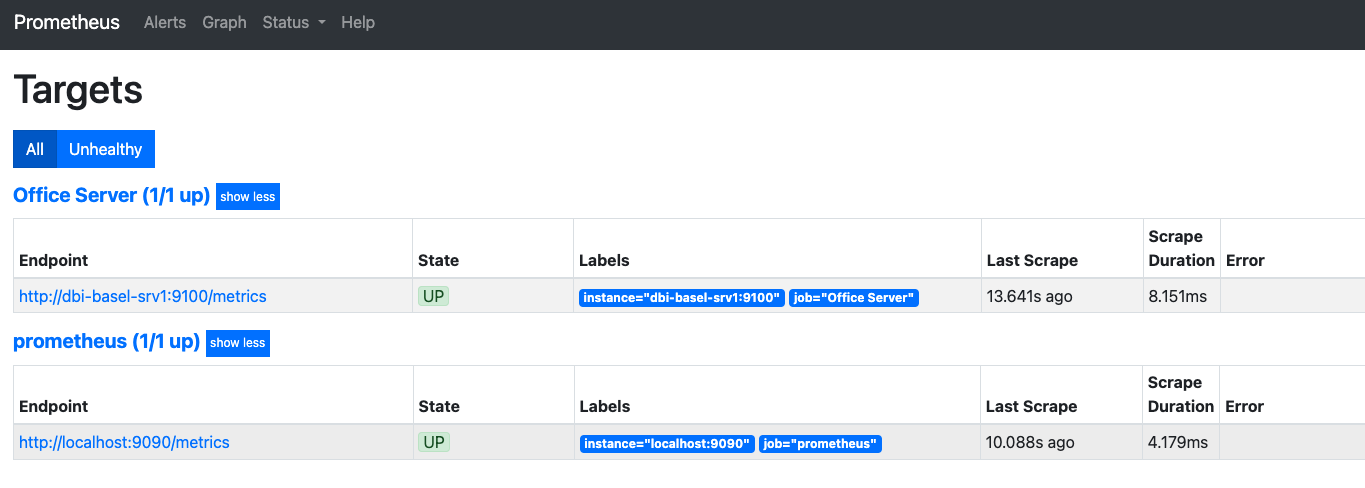 Prometheus Alerts Graph Status Help
Targets
All Unhealthy
Office Server (1/1 up) show less
Endpoint State Labels Last Scrape Scrape Duration Error
http://dbi-basel-srv1:9100/metrics UP instance="dbi-basel-srv1:9100" job="Office Server" 13.641s ago 8.151ms
prometheus (1/1 up) show less
Endpoint State Labels Last Scrape Scrape Duration Error
http://localhost:9090/metrics UP instance="localhost:9090" job="prometheus" 10.088s ago 4.179ms